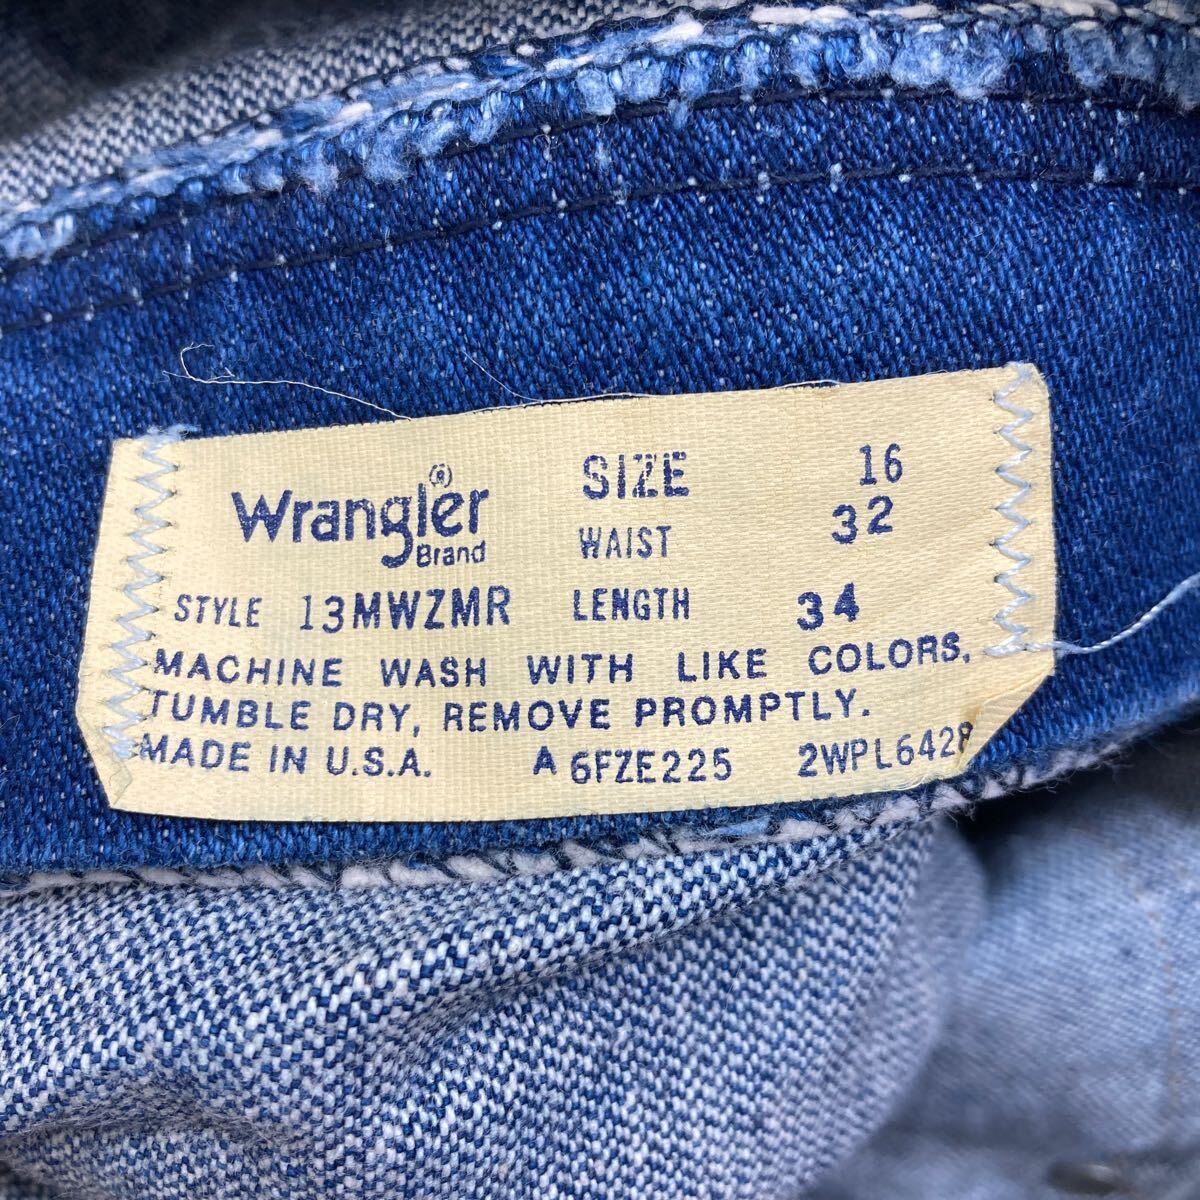 Wrangler®
Brand
SIZE 16
WAIST 32
STYLE 13MWZMR LENGTH 34
MACHINE WASH WITH LIKE COLORS,
TUMBLE DRY, REMOVE PROMPTLY.
MADE IN U.S.A. A 6FZE225 2WPL6428